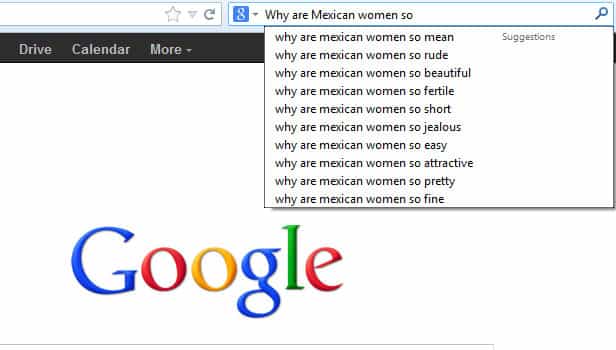 Why are Mexican women so
why are mexican women so mean
Suggestions
why are mexican women so rude
why are mexican women so beautiful
why are mexican women so fertile
why are mexican women so short
why are mexican women so jealous
why are mexican women so easy
why are mexican women so attractive
why are mexican women so pretty
why are mexican women so fine
Drive Calendar More
Google